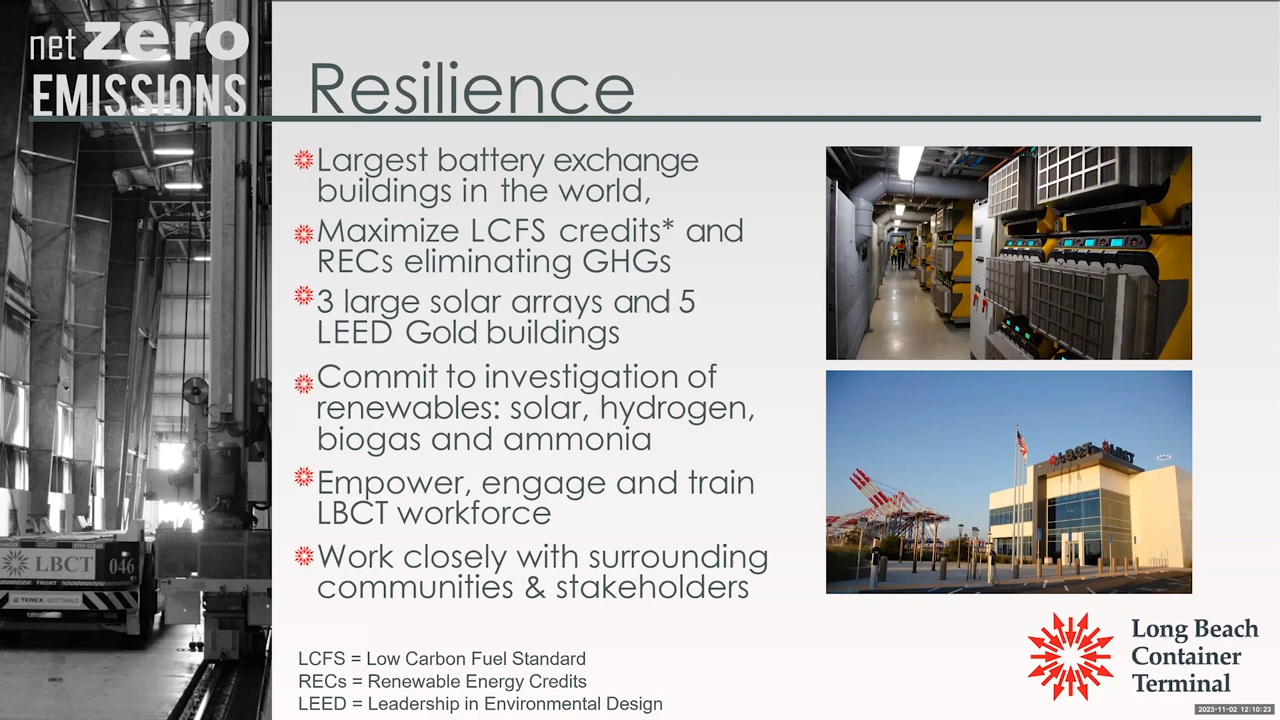 net zero
EMISSIONS
Resilience
Largest battery exchange
buildings in the world,
Maximize LCFS credits* and
RECs eliminating GHGs
3 large solar arrays and 5
LEED Gold buildings
Commit to investigation of
renewables: solar, hydrogen,
biogas and ammonia
Empower, engage and train
LBCT workforce
Work closely with surrounding
communities & stakeholders
LCFS = Low Carbon Fuel Standard
RECs = Renewable Energy Credits
LEED = Leadership in Environmental Design
LBCT 046
FRONT
TEREX GOTTWALD
LBCT LBCT
Long Beach
Container
Terminal
2023-11-02 12:10:23